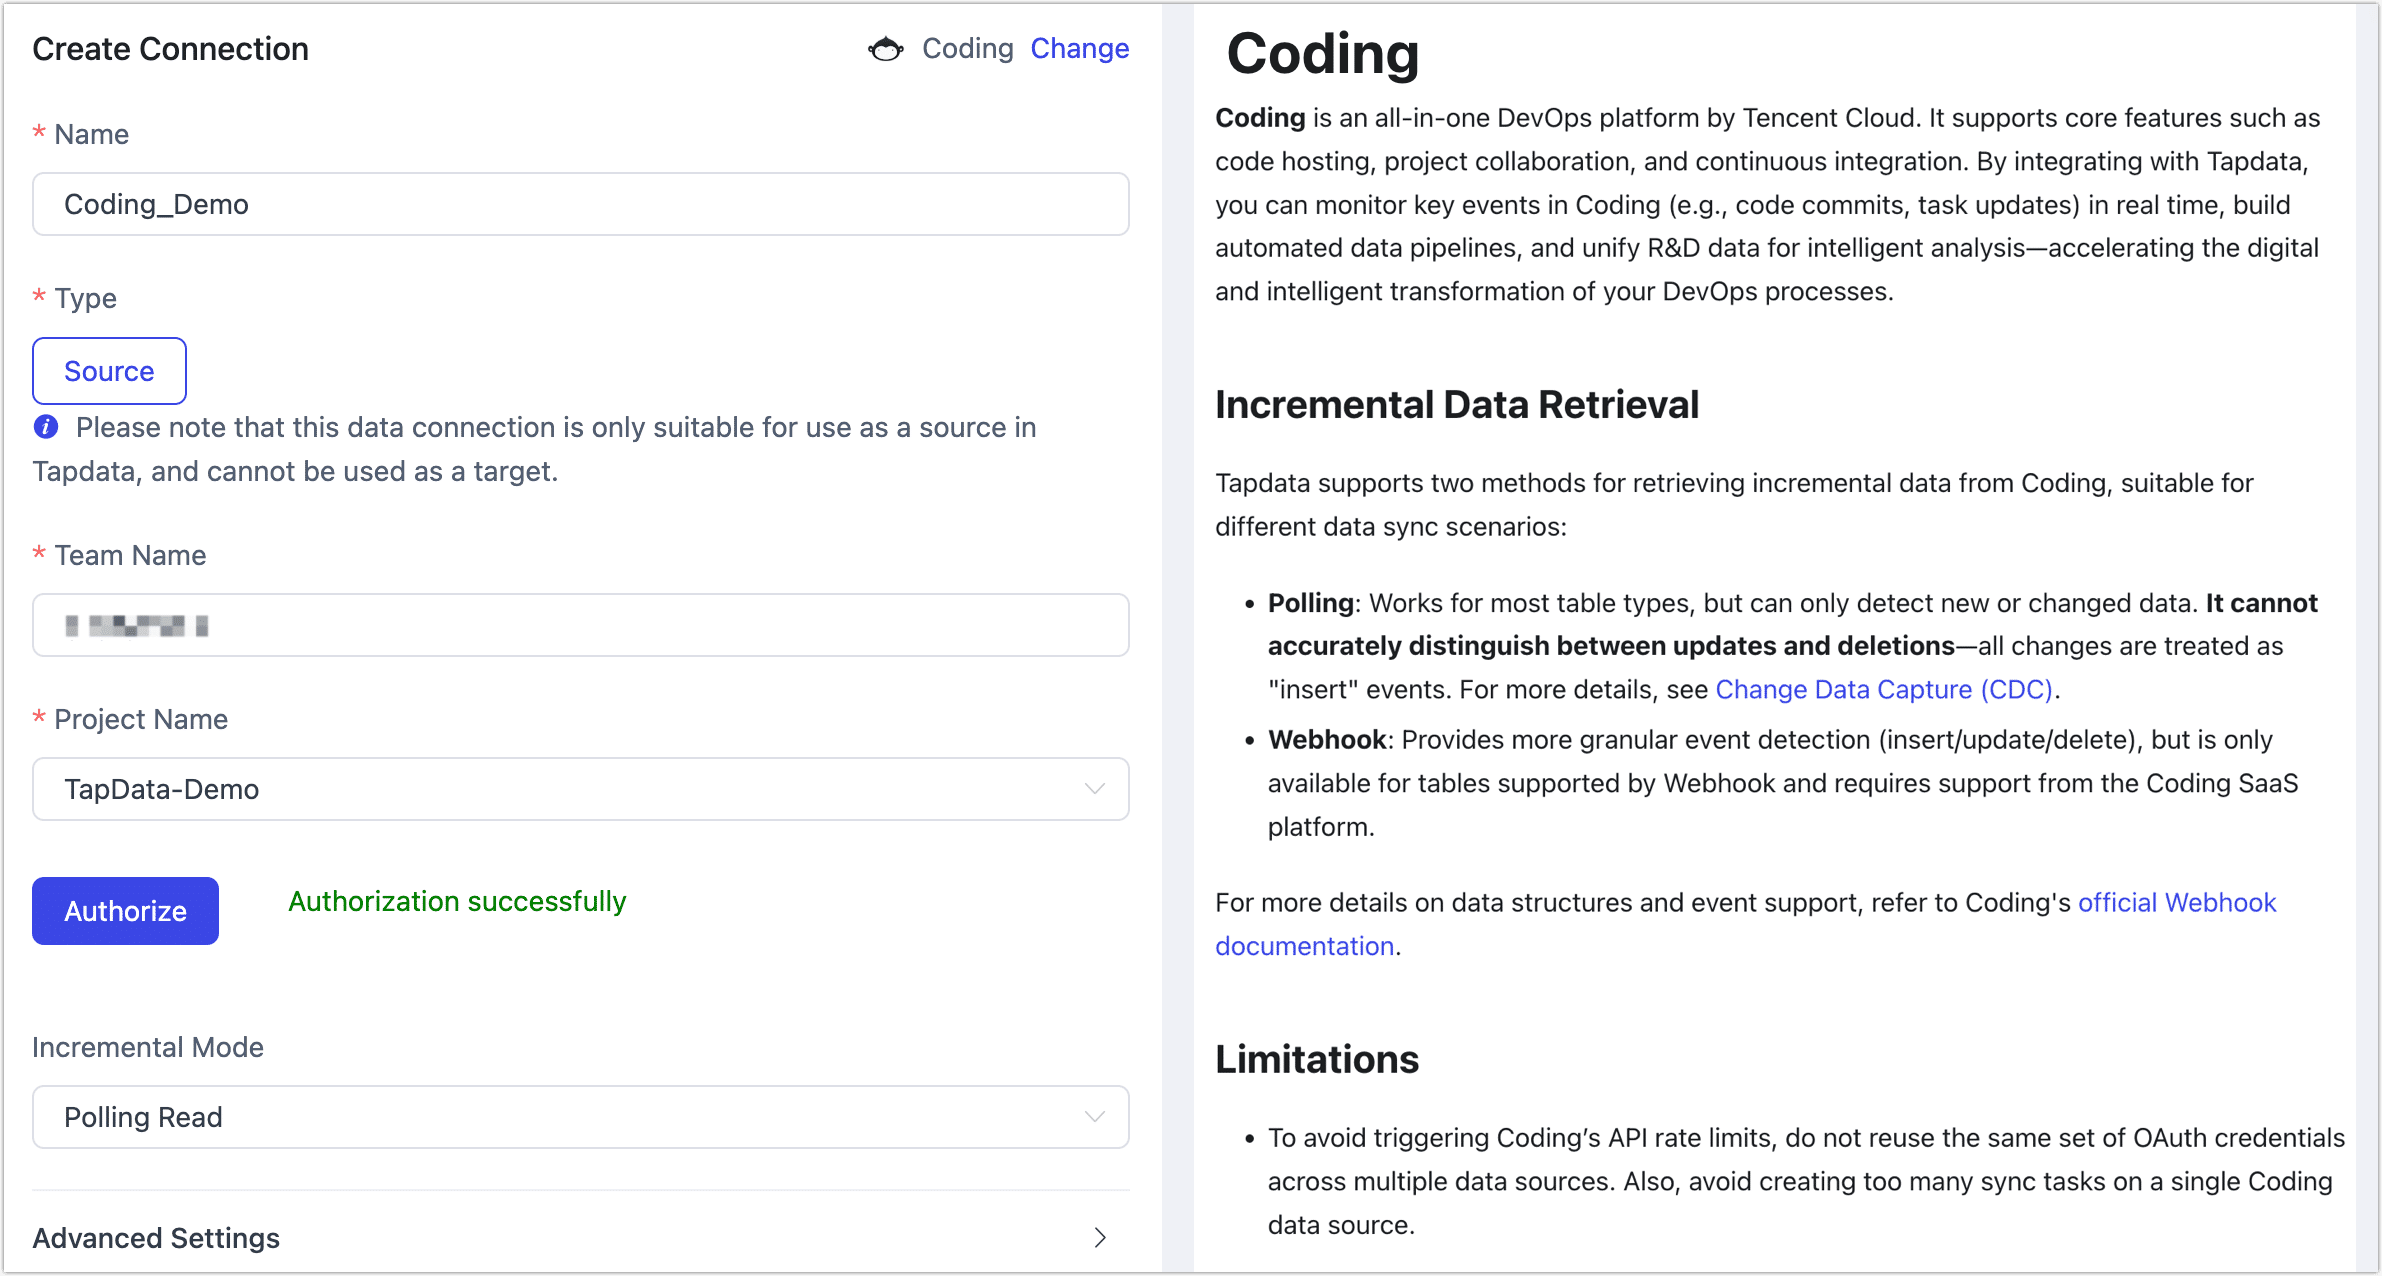 Create Connection
Coding Change
* Name
Coding_Demo
* Type
Source
Please note that this data connection is only suitable for use as a source in
Tapdata, and cannot be used as a target.
* Team Name
* Project Name
TapData-Demo
Authorize
Authorization successfully
Incremental Mode
Polling Read
Advanced Settings
Coding
Coding is an all-in-one DevOps platform by Tencent Cloud. It supports core features such as
code hosting, project collaboration, and continuous integration. By integrating with Tapdata,
you can monitor key events in Coding (e.g., code commits, task updates) in real time, build
automated data pipelines, and unify R&D data for intelligent analysis—accelerating the digital
and intelligent transformation of your DevOps processes.
Incremental Data Retrieval
Tapdata supports two methods for retrieving incremental data from Coding, suitable for
different data sync scenarios:
• Polling: Works for most table types, but can only detect new or changed data. It cannot
accurately distinguish between updates and deletions—all changes are treated as
"insert" events. For more details, see Change Data Capture (CDC).
• Webhook: Provides more granular event detection (insert/update/delete), but is only
available for tables supported by Webhook and requires support from the Coding SaaS
platform.
For more details on data structures and event support, refer to Coding's official Webhook
documentation.
Limitations
• To avoid triggering Coding’s API rate limits, do not reuse the same set of OAuth credentials
across multiple data sources. Also, avoid creating too many sync tasks on a single Coding
data source.